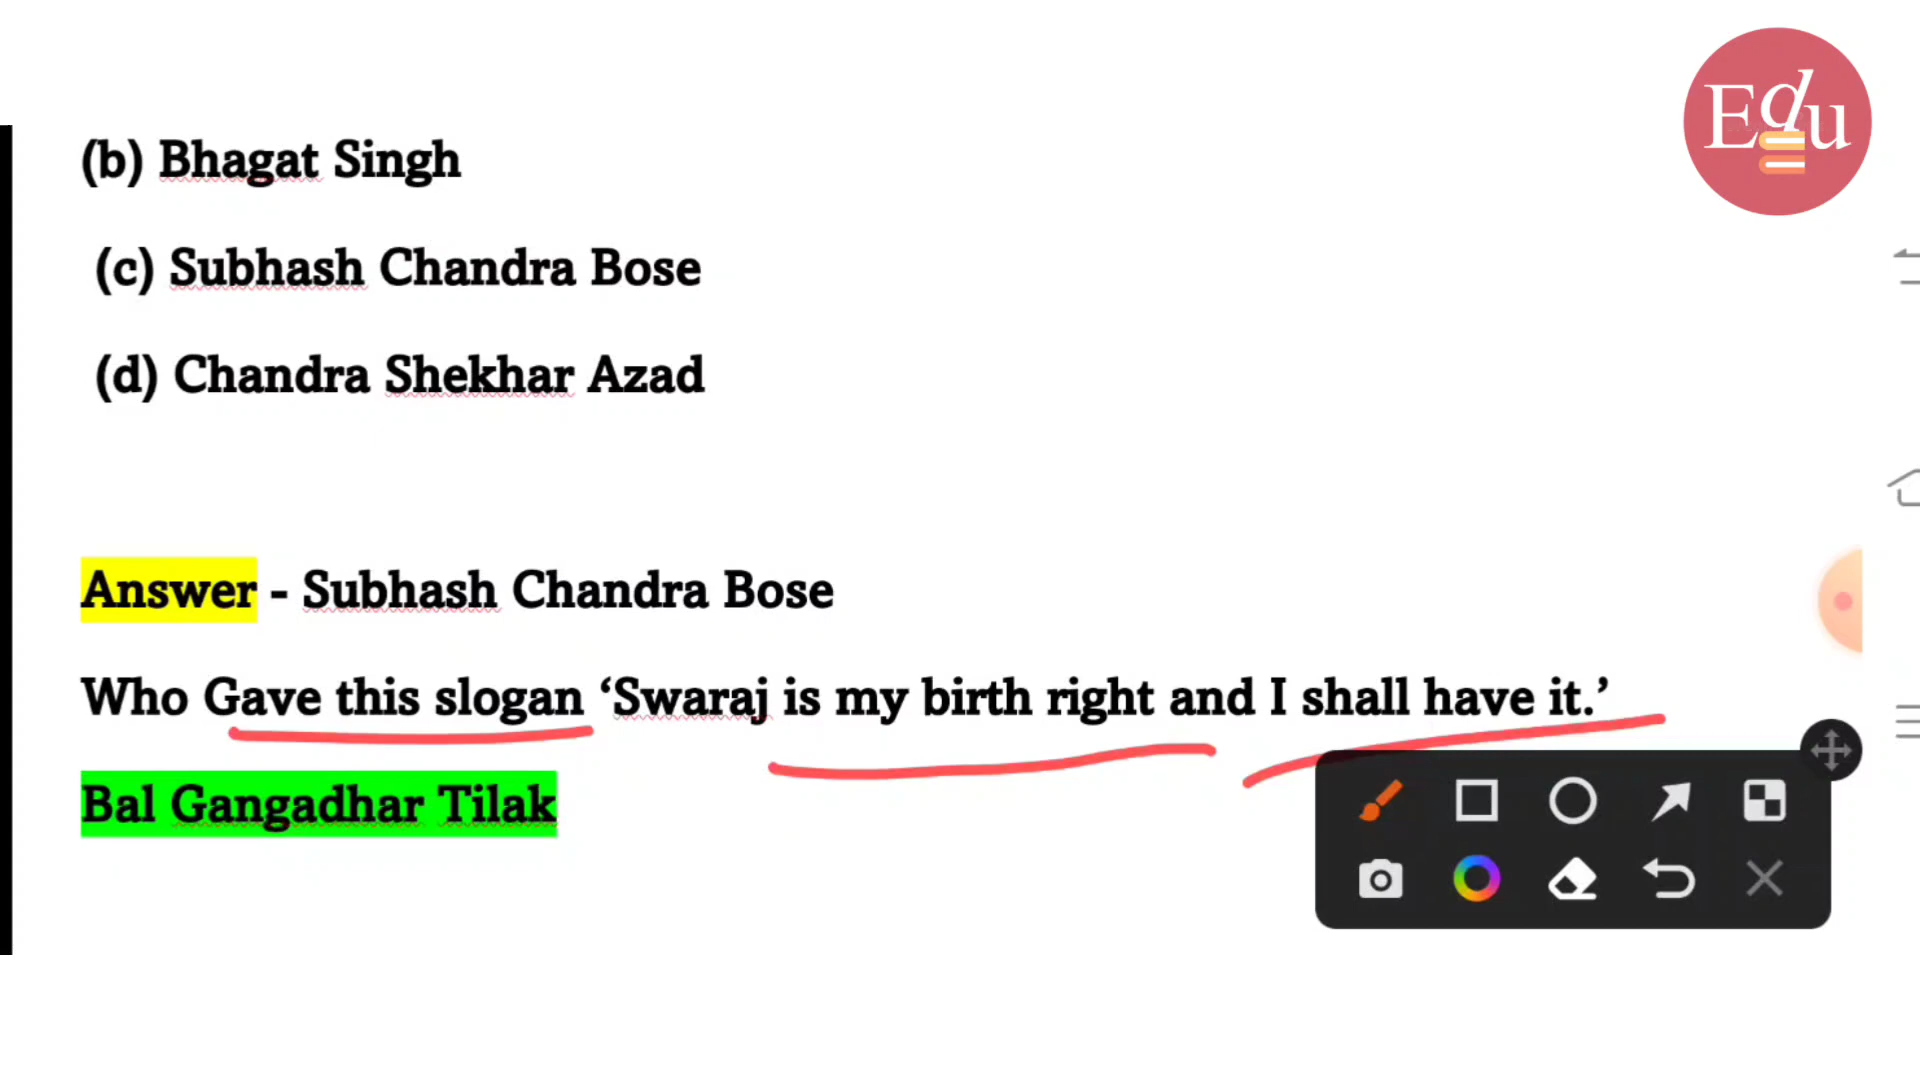 Edu
(b) Bhagat Singh
(c) Subhash Chandra Bose
(d) Chandra Shekhar Azad
Answer - Subhash Chandra Bose
Who Gave this slogan ‘Swaraj is my birth right and I shall have it.’
Bal Gangadhar Tilak